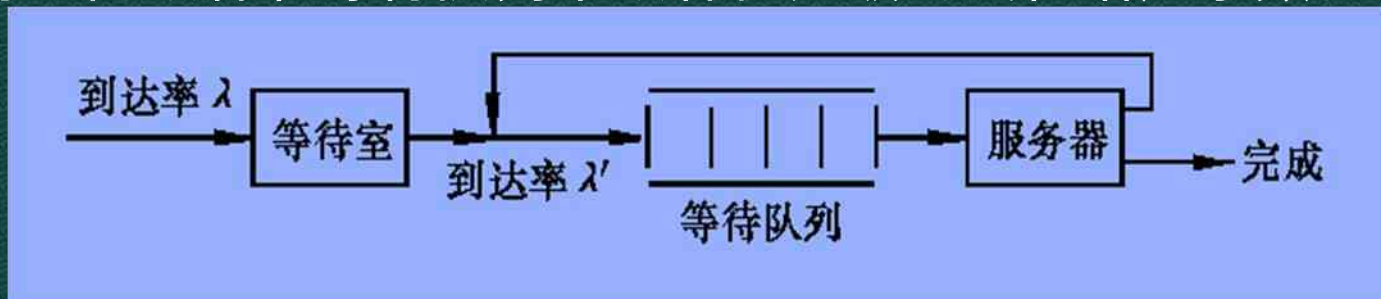 到达率 λ
等待室
到达率 λ′
等待队列
服务器
完成